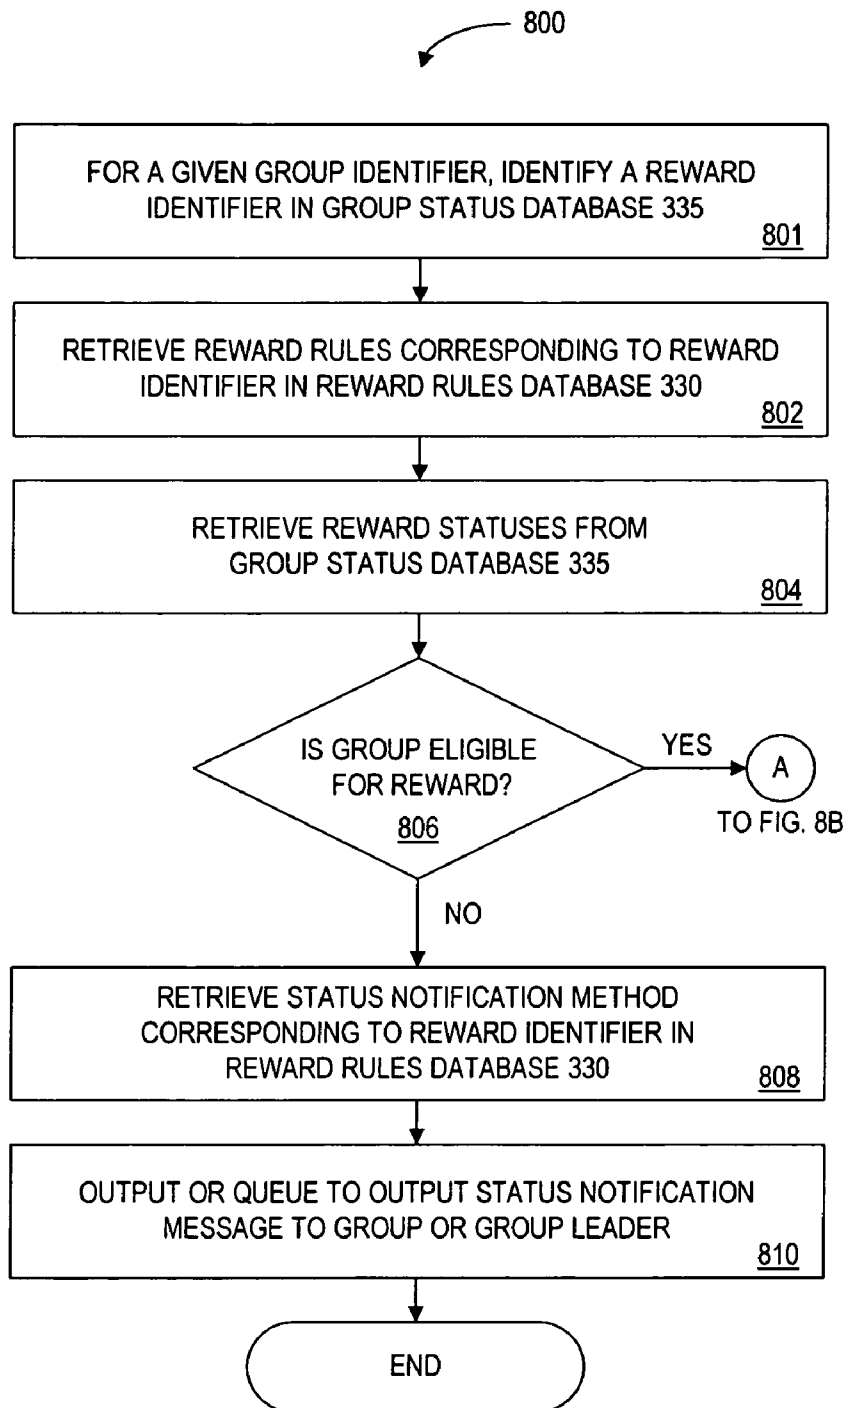 800
FOR A GIVEN GROUP IDENTIFIER, IDENTIFY A REWARD
IDENTIFIER IN GROUP STATUS DATABASE 335
801
RETRIEVE REWARD RULES CORRESPONDING TO REWARD
IDENTIFIER IN REWARD RULES DATABASE 330
802
RETRIEVE REWARD STATUSES FROM
GROUP STATUS DATABASE 335
804
IS GROUP ELIGIBLE
FOR REWARD?
806
YES
A
TO FIG. 8B
NO
RETRIEVE STATUS NOTIFICATION METHOD
CORRESPONDING TO REWARD IDENTIFIER IN
REWARD RULES DATABASE 330
808
OUTPUT OR QUEUE TO OUTPUT STATUS NOTIFICATION
MESSAGE TO GROUP OR GROUP LEADER
810
END